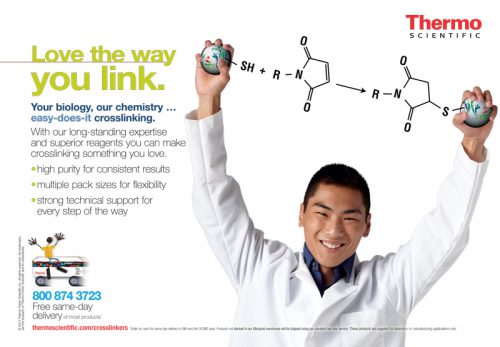 Love the way
you link.
Your biology, our chemistry …
easy-does-it crosslinking.
With our long-standing expertise
and superior reagents you can make
crosslinking something you love.
• high purity for consistent results
• multiple pack sizes for flexibility
• strong technical support for
every step of the way
Thermo
SCIENTIFIC
SH + R – N
O
O
R – N
O
O
S
Thermo
800 874 3723
Free same-day
delivery of most products
thermoscientific.com/crosslinkers